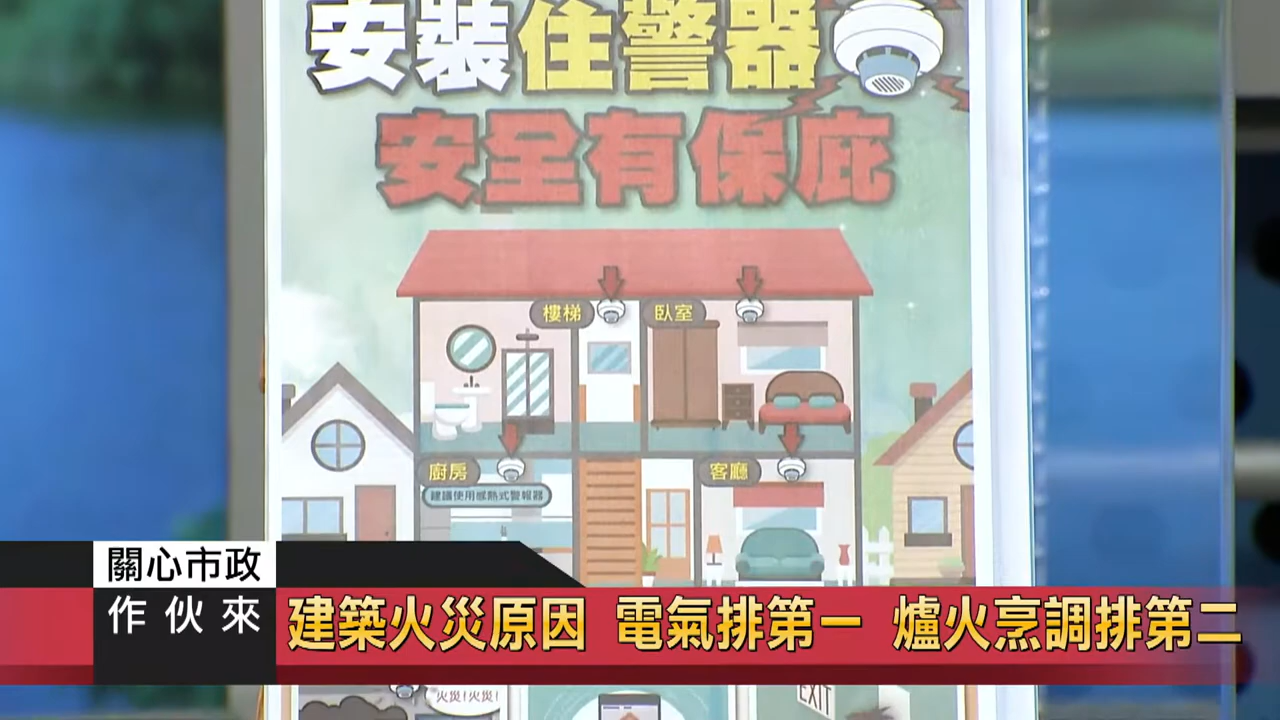 安裝住警器
安全有保庇
樓梯
臥室
廚房
建議使用感熱式警報器
客廳
關心市政
作伙來
建築火災原因 電氣排第一 爐火烹調排第二
火災!火災!
EXIT